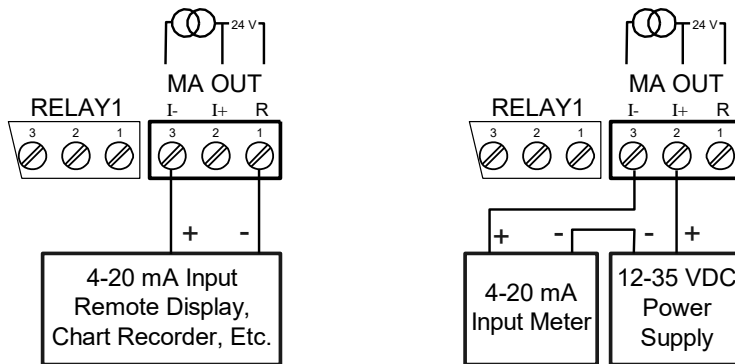 24 V
MA OUT
RELAY1 I- I+ R
3 2 1 3 2 1
+ -
4-20 mA Input
Remote Display,
Chart Recorder, Etc.
24 V
MA OUT
RELAY1 I- I+ R
3 2 1 3 2 1
+ - - +
4-20 mA
Input Meter
12-35 VDC
Power
Supply